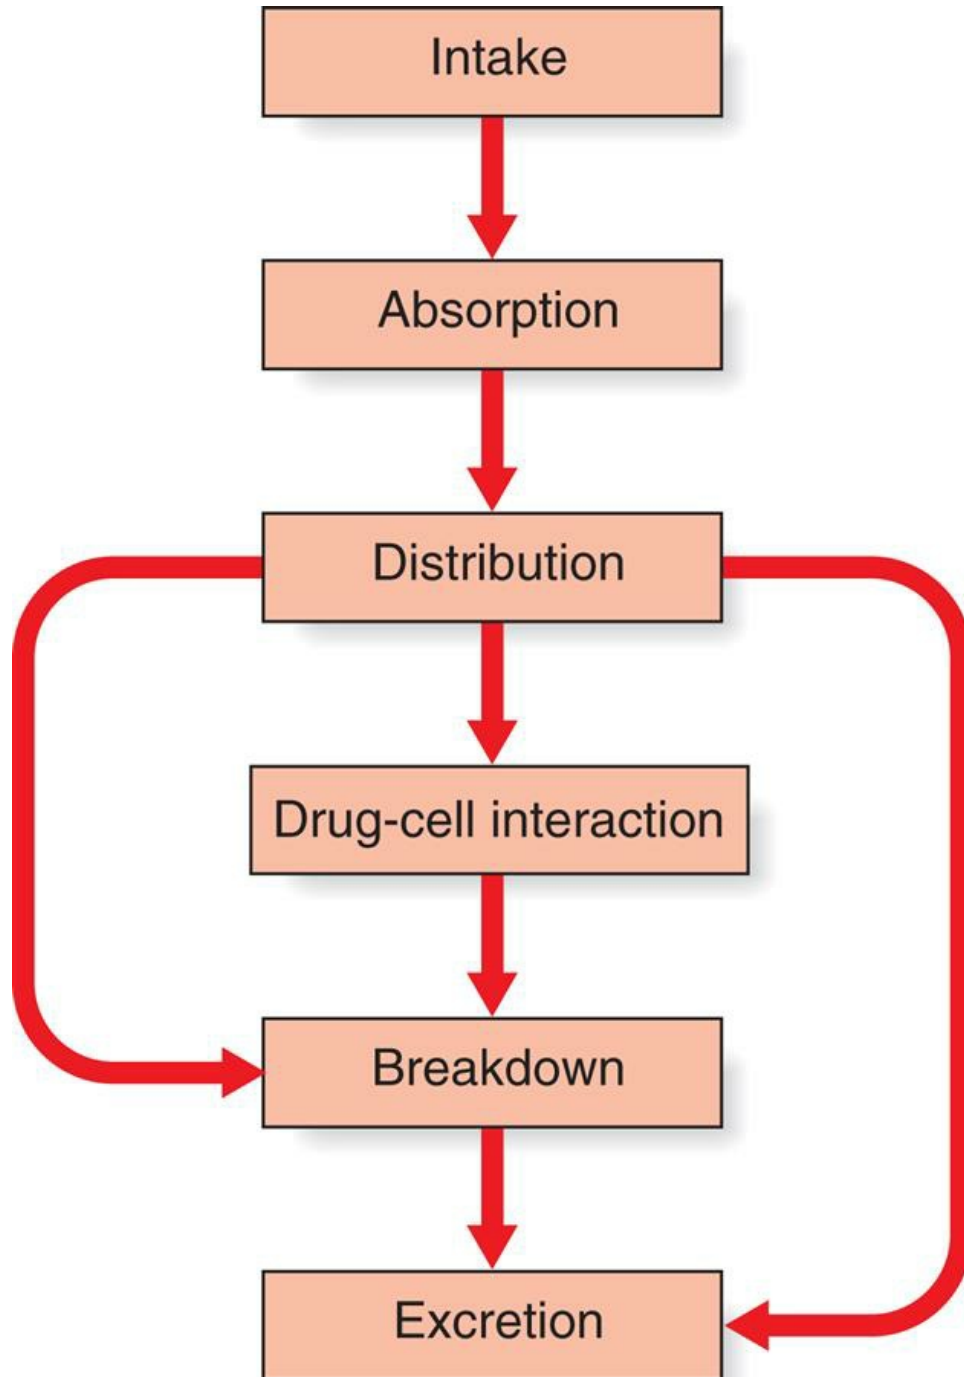 Intake
Absorption
Distribution
Drug-cell interaction
Breakdown
Excretion